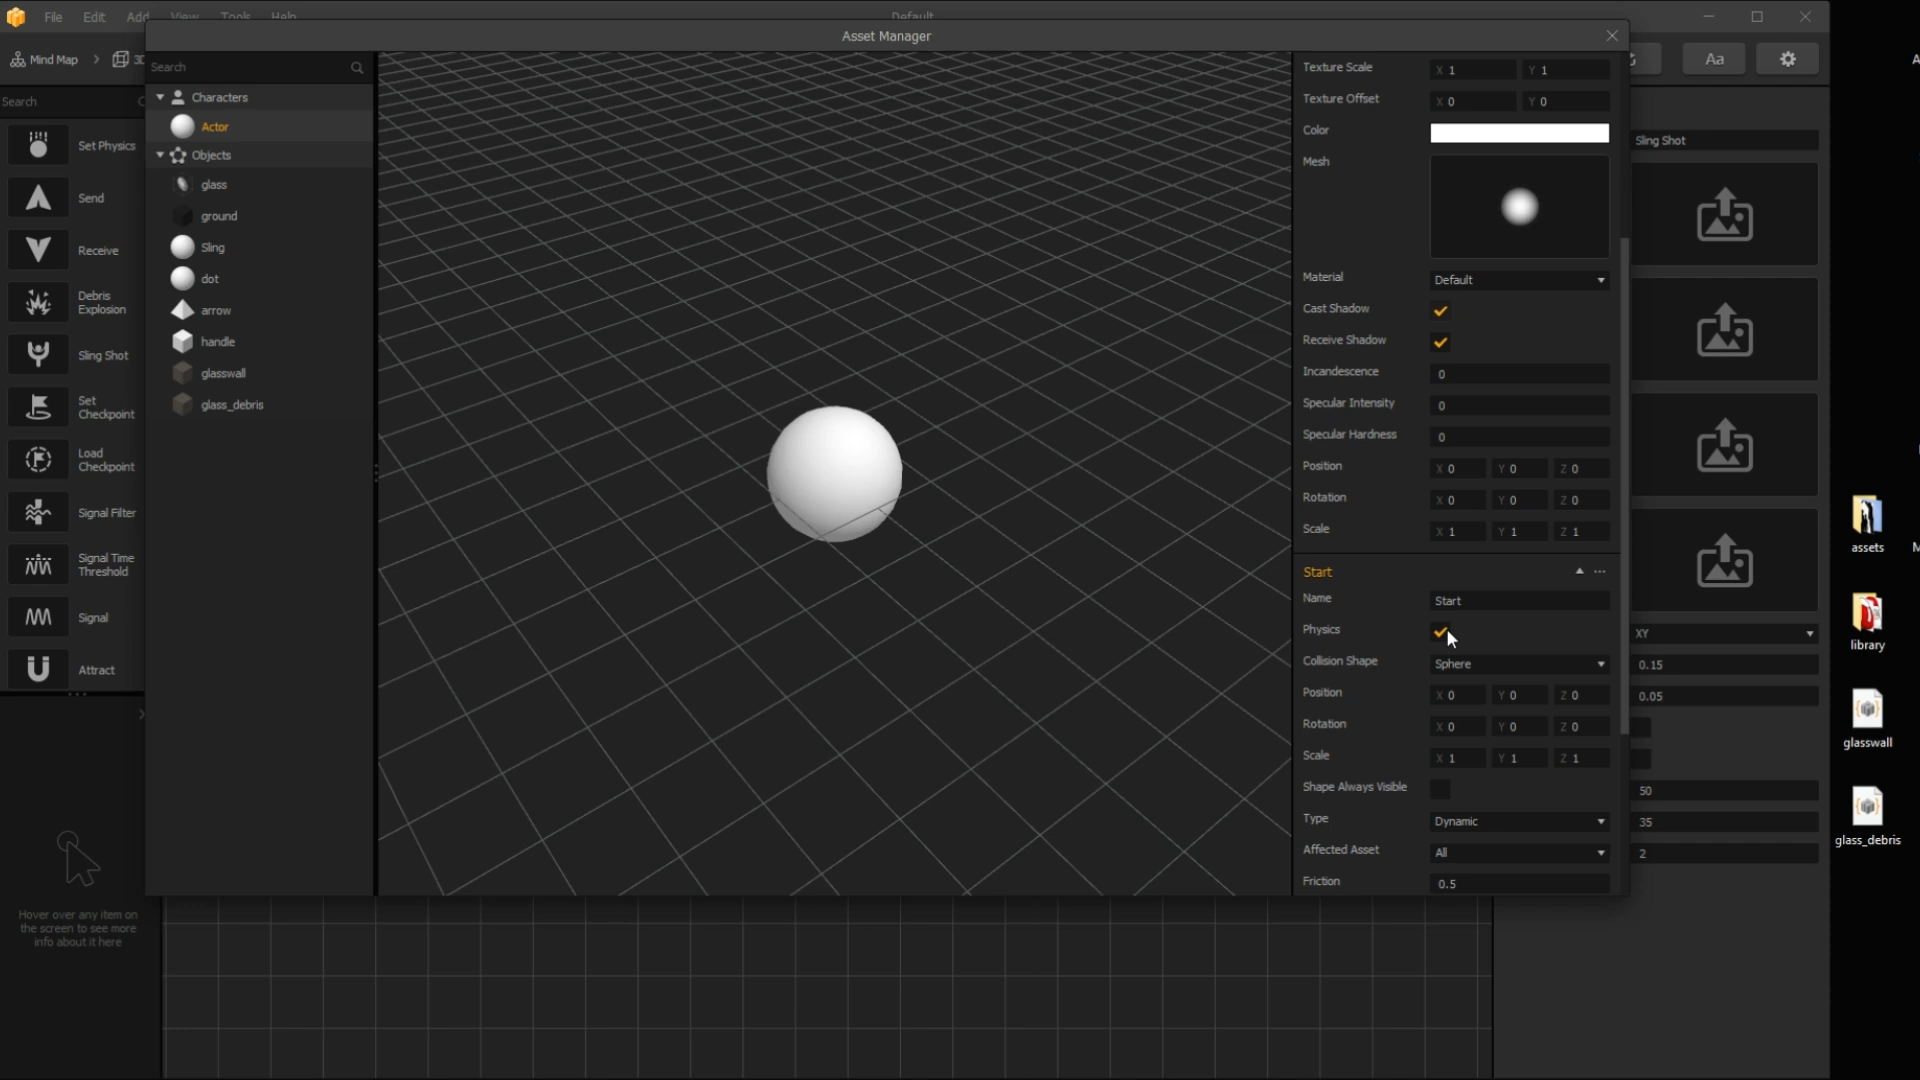 File Edit Add View Tools Help
Default
Asset Manager
Mind Map
Aa
Search
Search
Characters
Actor
Objects
glass
ground
Sling
dot
arrow
handle
glasswall
glass_debris
Set Physics
Send
Receive
Debris
Explosion
Sling Shot
Set
Checkpoint
Load
Checkpoint
Signal Filter
Signal Time
Threshold
Signal
Attract
Hover over any item on
the screen to see more
info about it here
Texture Scale X 1 Y 1
Texture Offset X 0 Y 0
Color
Mesh
Material Default
Cast Shadow
Receive Shadow
Incandescence 0
Specular Intensity 0
Specular Hardness 0
Position X 0 Y 0 Z 0
Rotation X 0 Y 0 Z 0
Scale X 1 Y 1 Z 1
Start
Name Start
Physics
Collision Shape Sphere
Position X 0 Y 0 Z 0
Rotation X 0 Y 0 Z 0
Scale X 1 Y 1 Z 1
Shape Always Visible
Type Dynamic
Affected Asset All
Friction 0.5
Sling Shot
XY
0.15
0.05
50
35
2
assets
library
glasswall
glass_debris